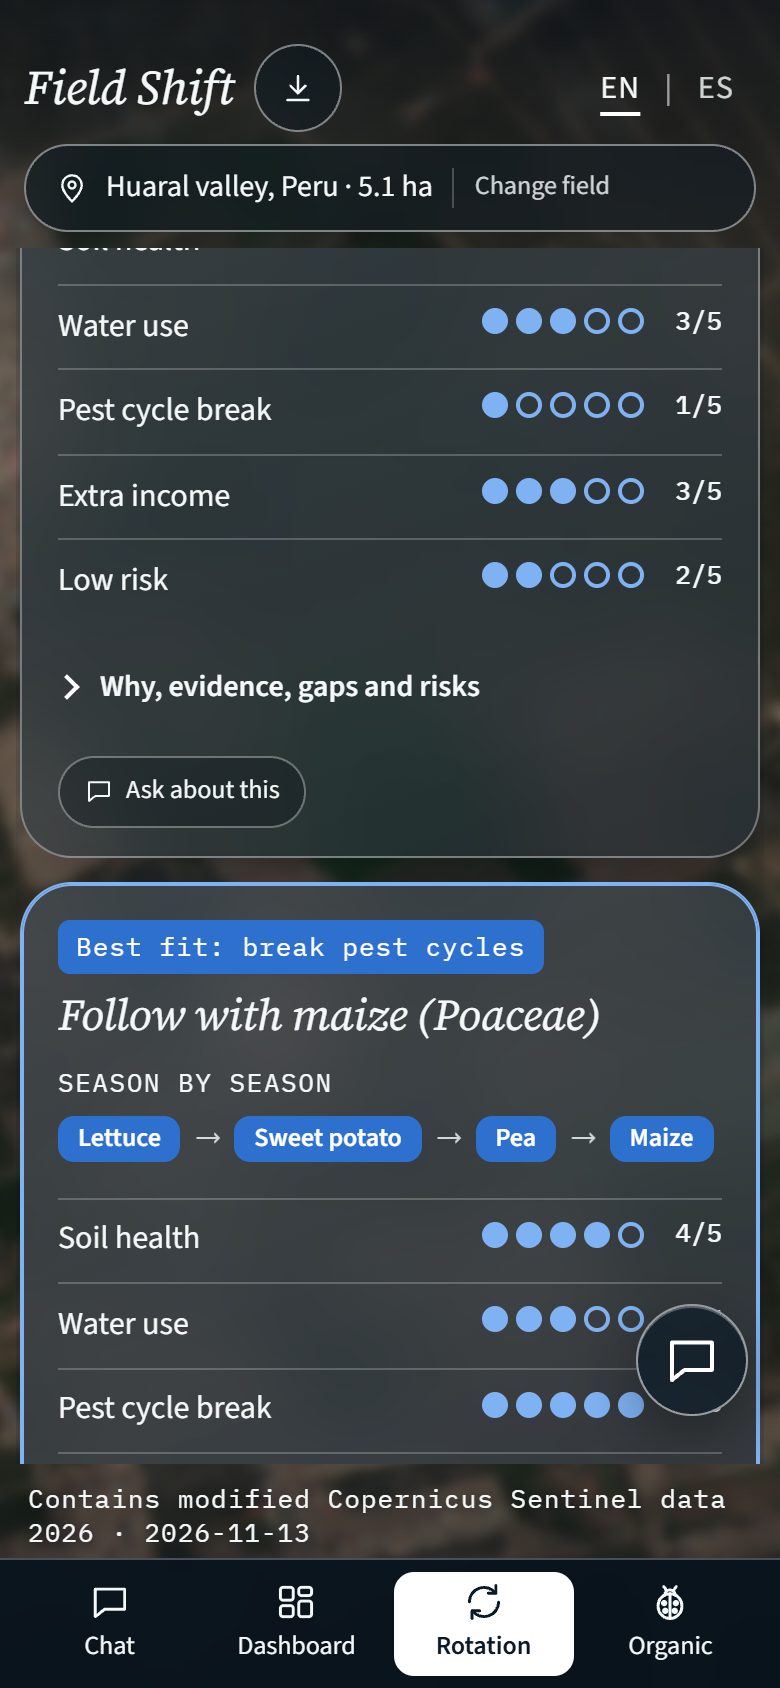 Field Shift
EN | ES
Huaral valley, Peru · 5.1 ha | Change field
Soil health
Water use 3/5
Pest cycle break 1/5
Extra income 3/5
Low risk 2/5
Why, evidence, gaps and risks
Ask about this
Best fit: break pest cycles
Follow with maize (Poaceae)
SEASON BY SEASON
Lettuce → Sweet potato → Pea → Maize
Soil health 4/5
Water use
Pest cycle break
Contains modified Copernicus Sentinel data
2026 · 2026-11-13
Chat Dashboard Rotation Organic